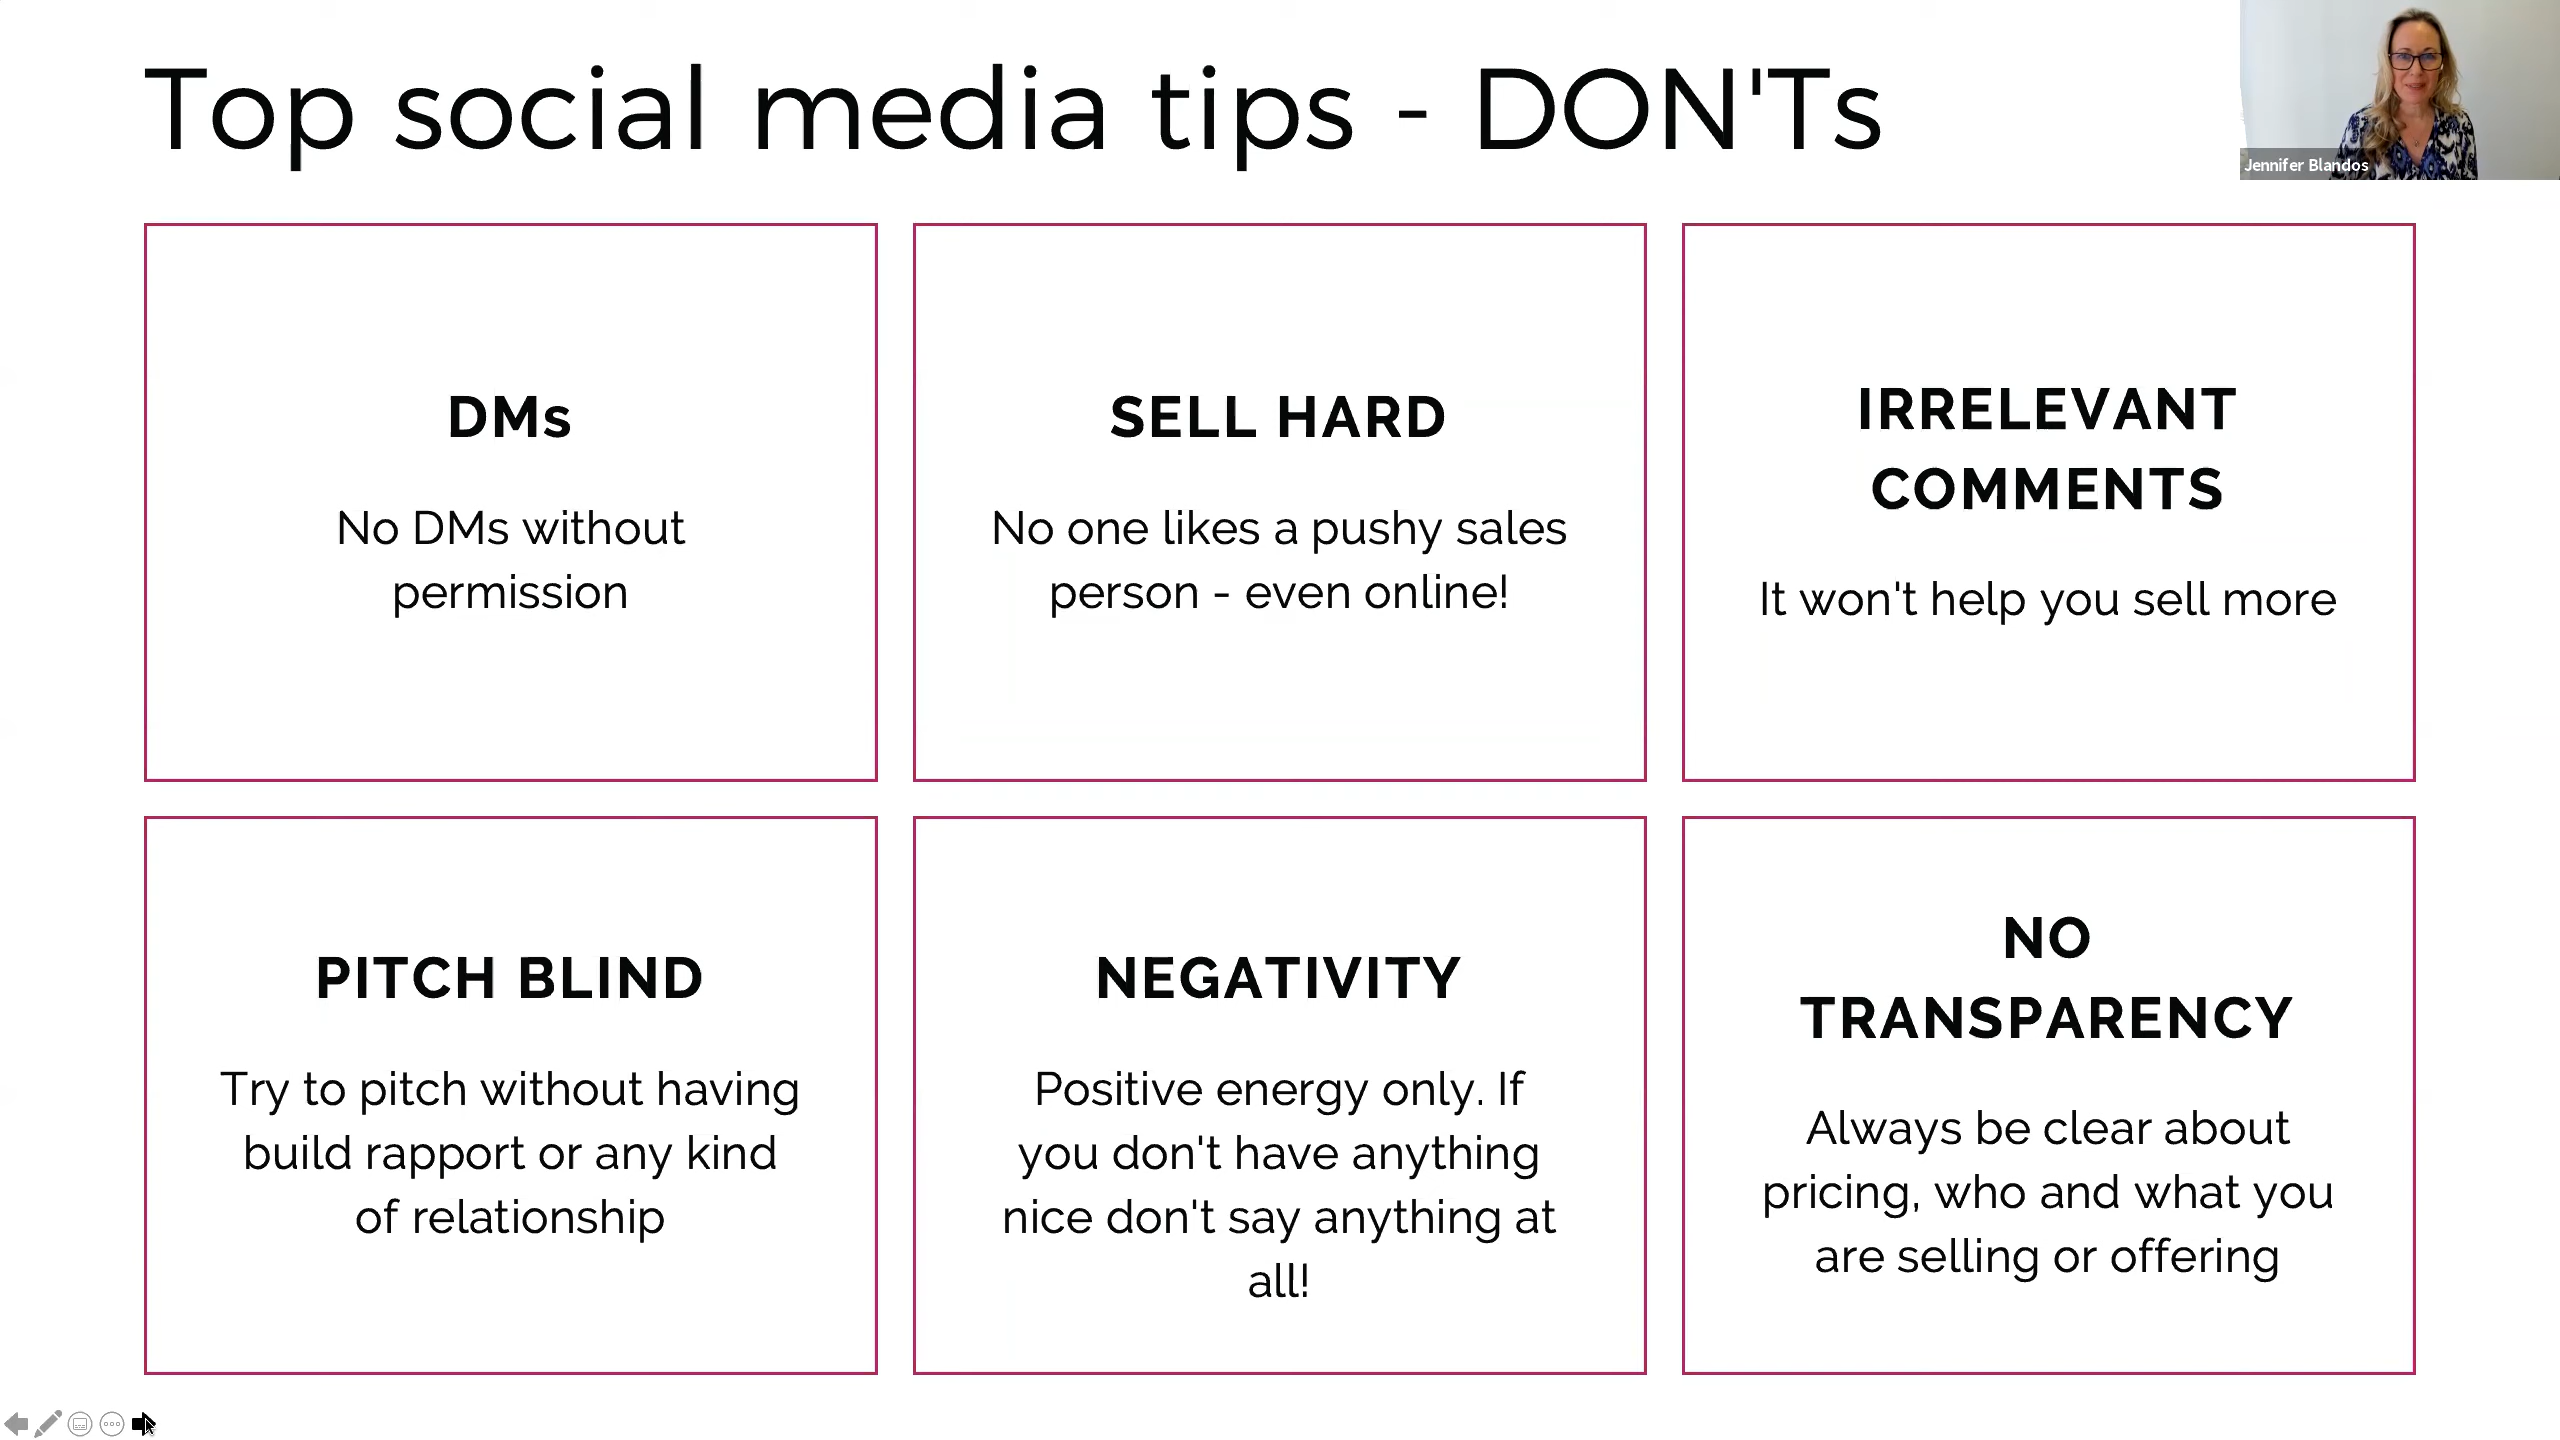 Top social media tips - DON'Ts
Jennifer Blandos
DMs
No DMs without
permission
SELL HARD
No one likes a pushy sales
person - even online!
IRRELEVANT
COMMENTS
It won't help you sell more
PITCH BLIND
Try to pitch without having
build rapport or any kind
of relationship
NEGATIVITY
Positive energy only. If
you don't have anything
nice don't say anything at
all!
NO
TRANSPARENCY
Always be clear about
pricing, who and what you
are selling or offering